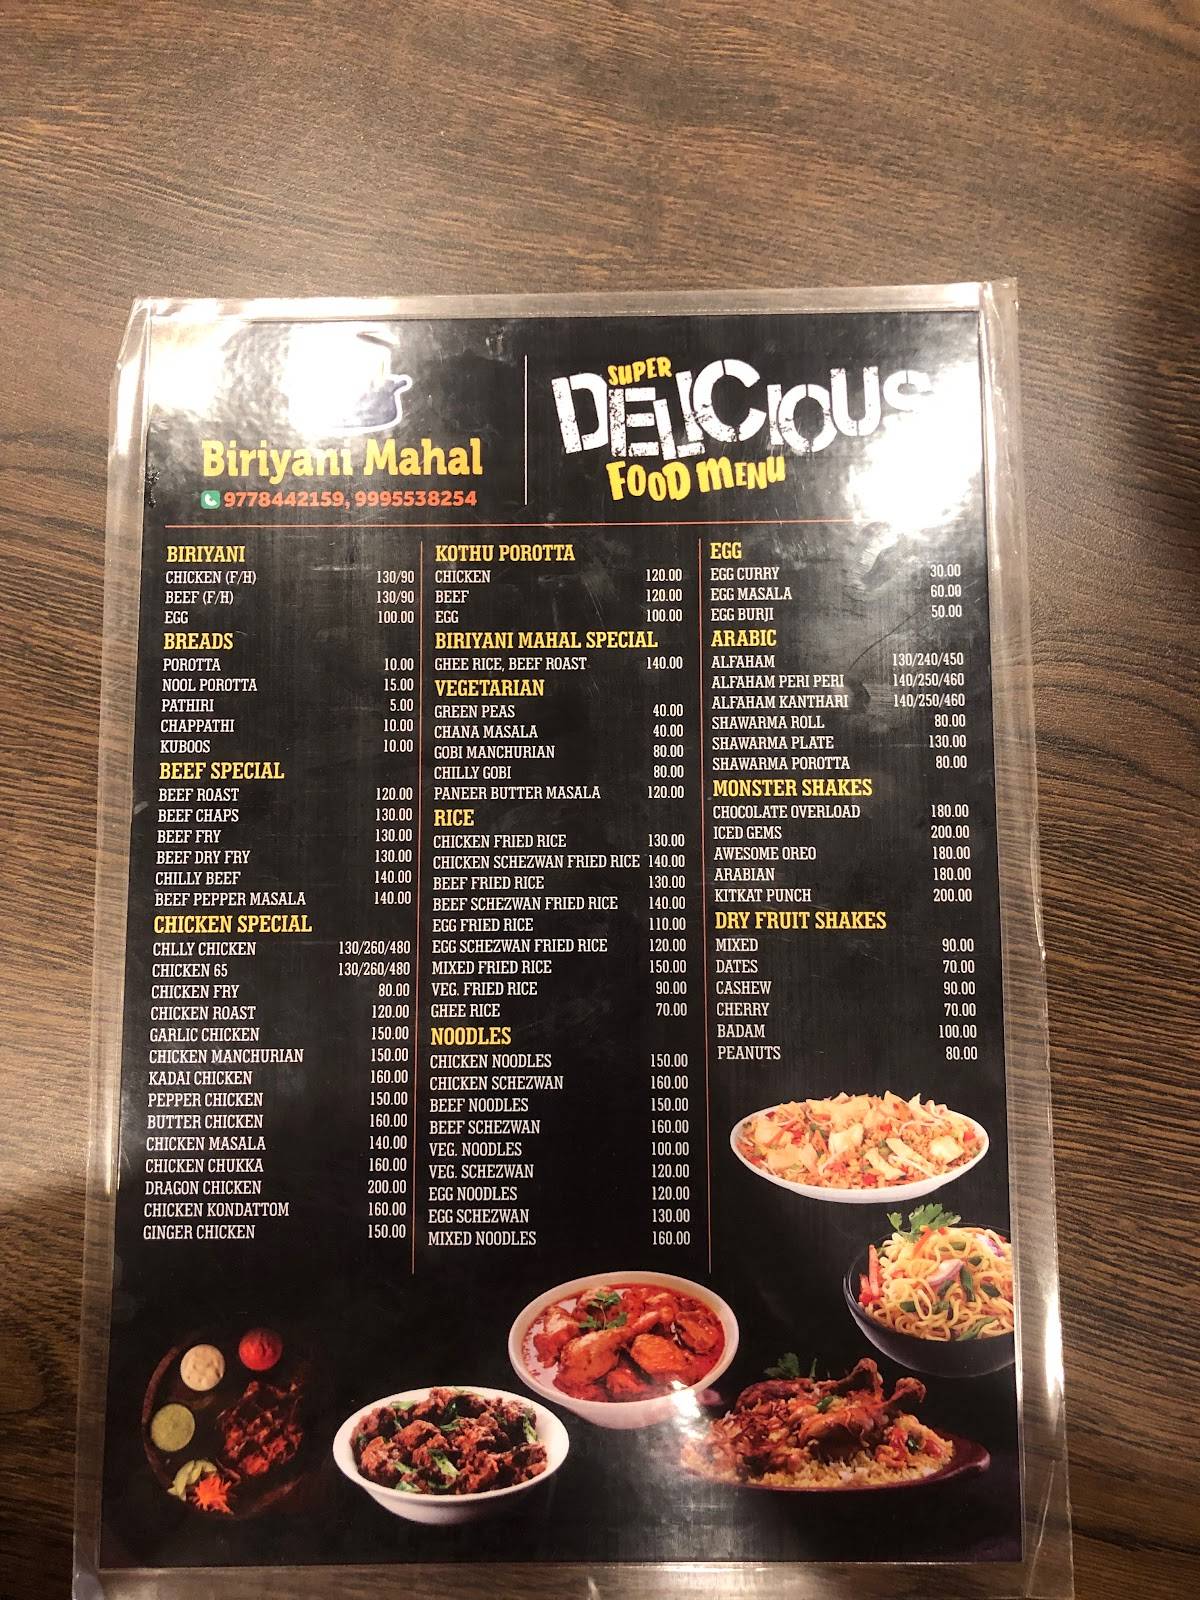 Biriyani Mahal
9778442159, 9995538254
SUPER
DELICIOUS
FOOD MENU
BIRIYANI
CHICKEN (F/H) 130/90
BEEF (F/H) 130/90
EGG 100.00
BREADS
POROTTA 10.00
NOOL POROTTA 15.00
PATHIRI 5.00
CHAPPATHI 10.00
KUBOOS 10.00
BEEF SPECIAL
BEEF ROAST 120.00
BEEF CHAPS 130.00
BEEF FRY 130.00
BEEF DRY FRY 130.00
CHILLY BEEF 140.00
BEEF PEPPER MASALA 140.00
CHICKEN SPECIAL
CHLLY CHICKEN 130/260/480
CHICKEN 65 130/260/480
CHICKEN FRY 80.00
CHICKEN ROAST 120.00
GARLIC CHICKEN 150.00
CHICKEN MANCHURIAN 150.00
KADAI CHICKEN 160.00
PEPPER CHICKEN 150.00
BUTTER CHICKEN 160.00
CHICKEN MASALA 140.00
CHICKEN CHUKKA 160.00
DRAGON CHICKEN 200.00
CHICKEN KONDATTOM 160.00
GINGER CHICKEN 150.00
KOTHU POROTTA
CHICKEN 120.00
BEEF 120.00
EGG 100.00
BIRIYANI MAHAL SPECIAL
GHEE RICE, BEEF ROAST 140.00
VEGETARIAN
GREEN PEAS 40.00
CHANA MASALA 40.00
GOBI MANCHURIAN 80.00
CHILLY GOBI 80.00
PANEER BUTTER MASALA 120.00
RICE
CHICKEN FRIED RICE 130.00
CHICKEN SCHEZWAN FRIED RICE 140.00
BEEF FRIED RICE 130.00
BEEF SCHEZWAN FRIED RICE 140.00
EGG FRIED RICE 110.00
EGG SCHEZWAN FRIED RICE 120.00
MIXED FRIED RICE 150.00
VEG. FRIED RICE 90.00
GHEE RICE 70.00
NOODLES
CHICKEN NOODLES 150.00
CHICKEN SCHEZWAN 160.00
BEEF NOODLES 150.00
BEEF SCHEZWAN 160.00
VEG. NOODLES 100.00
VEG. SCHEZWAN 120.00
EGG NOODLES 120.00
EGG SCHEZWAN 130.00
MIXED NOODLES 160.00
EGG
EGG CURRY 30.00
EGG MASALA 60.00
EGG BURJI 50.00
ARABIC
ALFAHAM 130/240/450
ALFAHAM PERI PERI 140/250/460
ALFAHAM KANTHARI 140/250/460
SHAWARMA ROLL 80.00
SHAWARMA PLATE 130.00
SHAWARMA POROTTA 80.00
MONSTER SHAKES
CHOCOLATE OVERLOAD 180.00
ICED GEMS 200.00
AWESOME OREO 180.00
ARABIAN 180.00
KITKAT PUNCH 200.00
DRY FRUIT SHAKES
MIXED 90.00
DATES 70.00
CASHEW 90.00
CHERRY 70.00
BADAM 100.00
PEANUTS 80.00